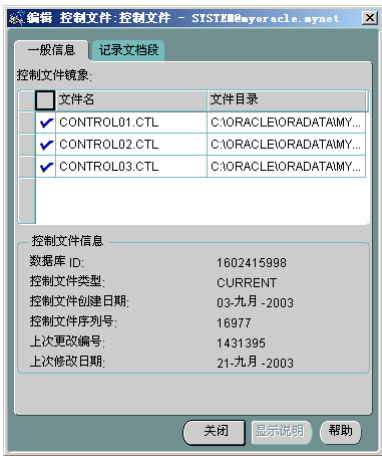 编辑 控制文件:控制文件 - SYSTEM@myoracle.mynet
一般信息 记录文档段
控制文件镜象:
文件名 文件目录
CONTROL01.CTL C:\ORACLE\ORADATA\MY...
CONTROL02.CTL C:\ORACLE\ORADATA\MY...
CONTROL03.CTL C:\ORACLE\ORADATA\MY...
控制文件信息
数据库 ID: 1602415998
控制文件类型: CURRENT
控制文件创建日期: 03-九月 -2003
控制文件序列号: 16977
上次更改编号: 1431395
上次修改日期: 21-九月 -2003
关闭 显示说明 帮助